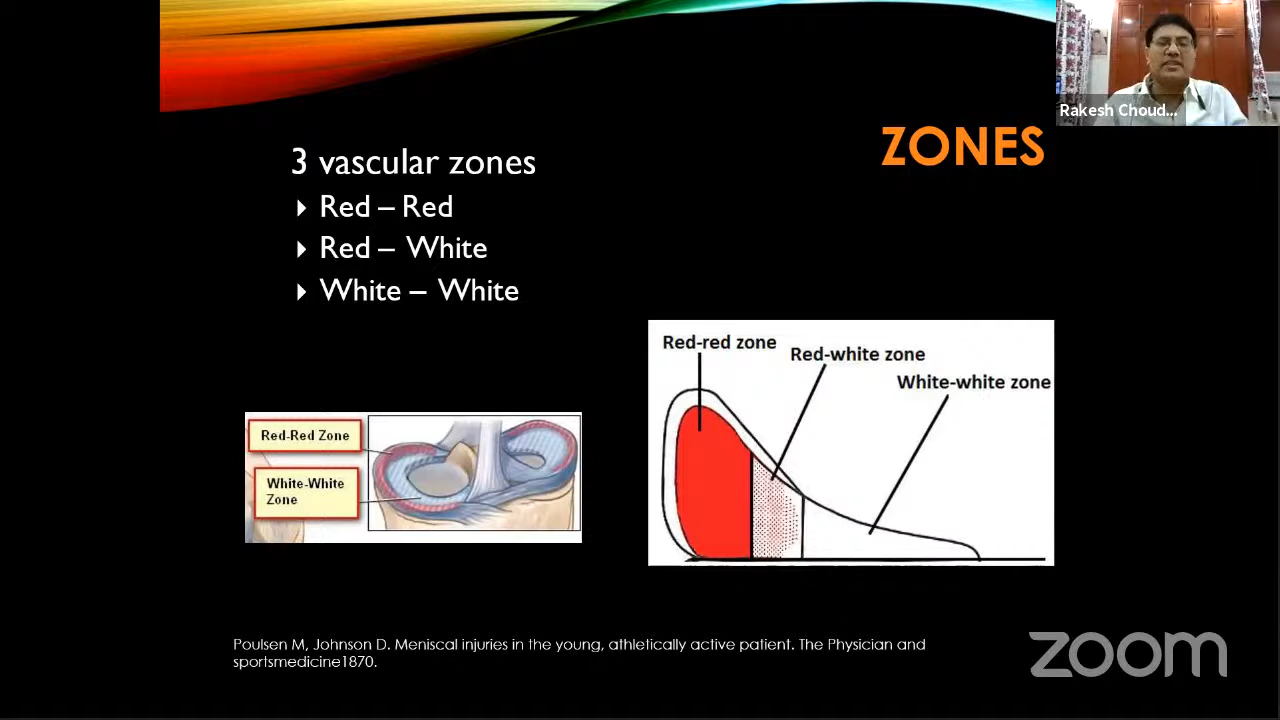 Rakesh Choud...
ZONES
3 vascular zones
Red – Red
Red – White
White – White
Red-red zone
Red-white zone
White-white zone
Red-Red Zone
White-White
Zone
Poulsen M, Johnson D. Meniscal injuries in the young, athletically active patient. The Physician and
sportsmedicine1870.
zoom